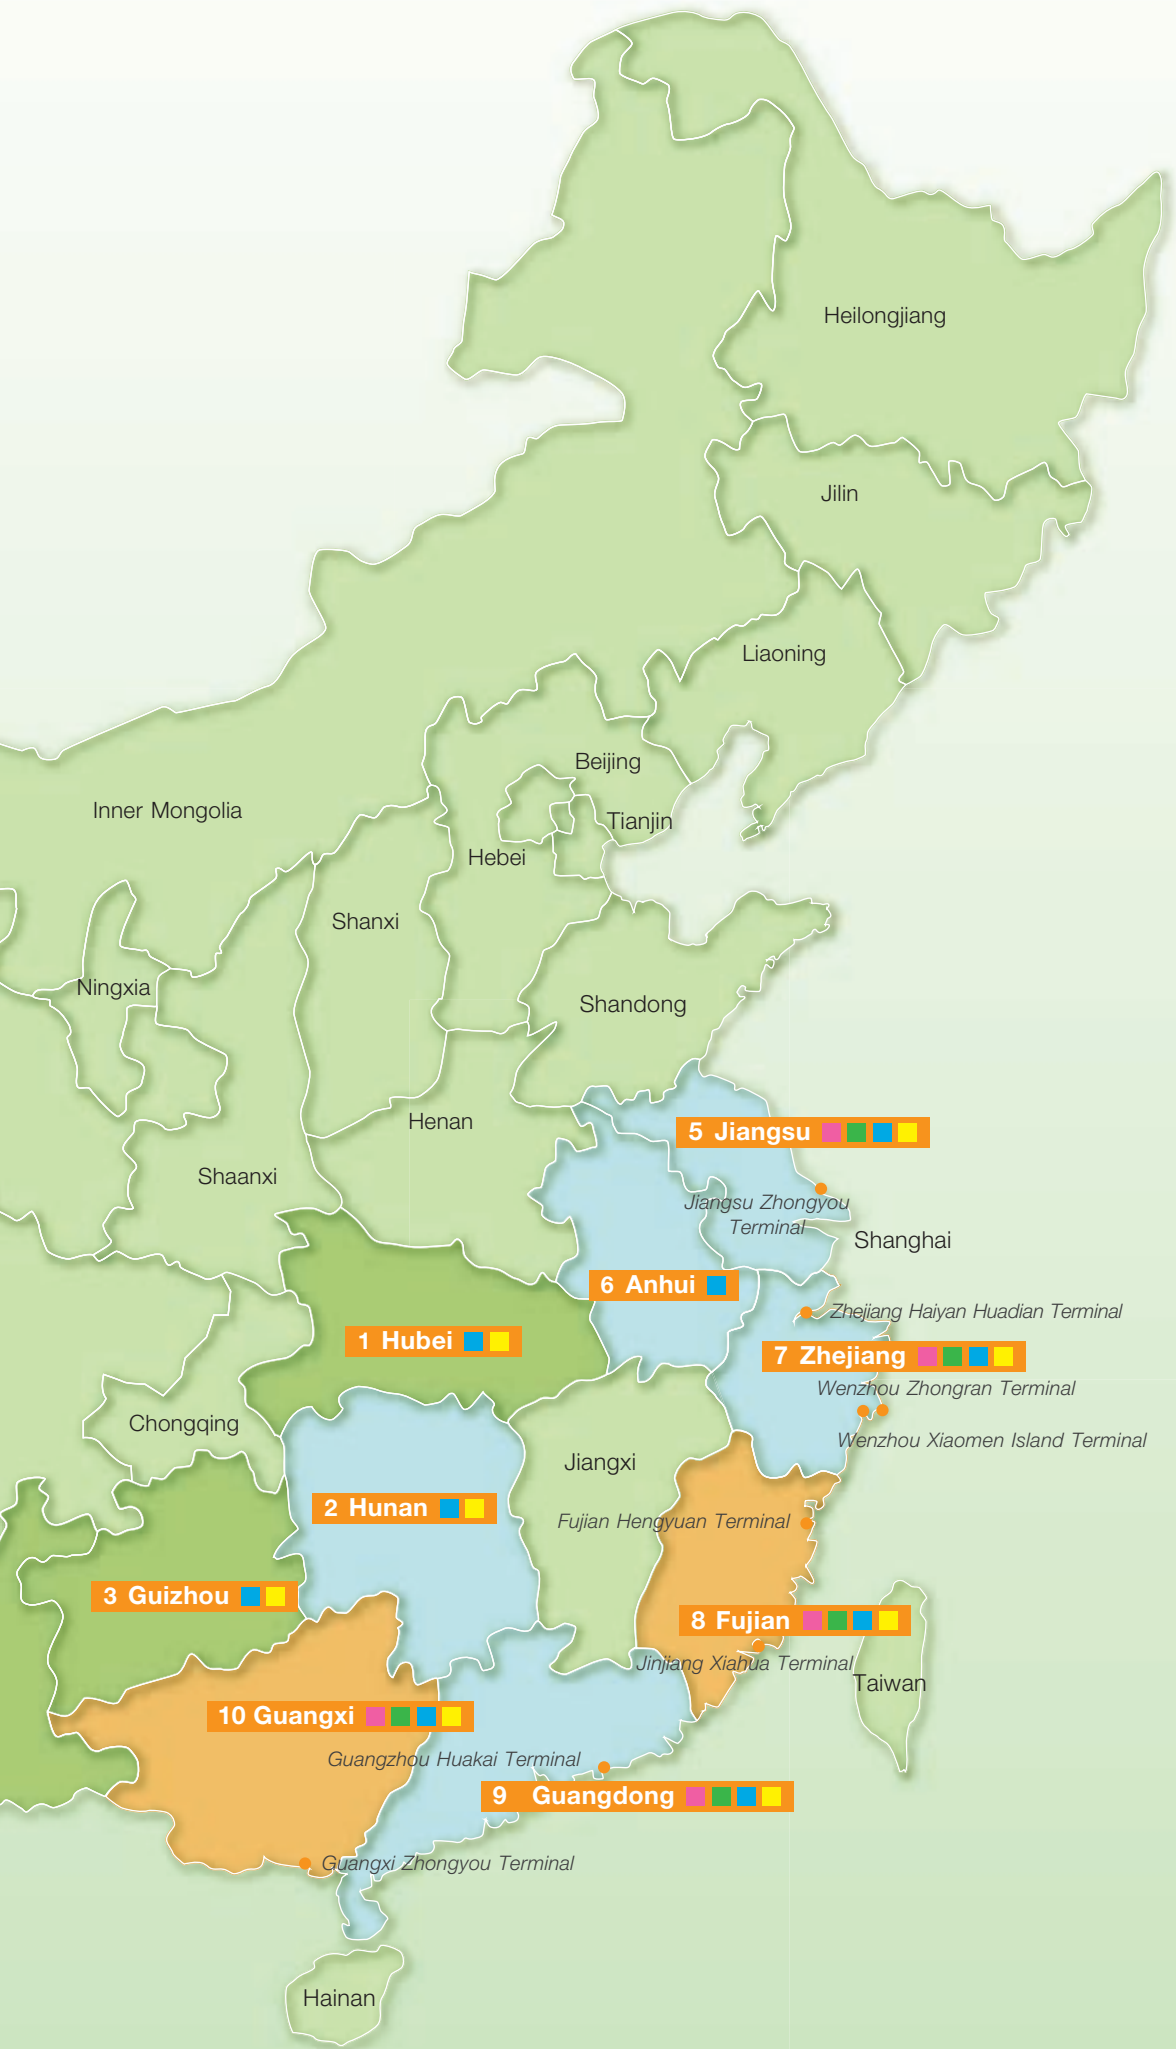 Heilongjiang
Jilin
Liaoning
Beijing
Inner Mongolia
Tianjin
Hebei
Shanxi
Ningxia
Shandong
Henan
5 Jiangsu
Shaanxi
Jiangsu Zhongyou
Terminal
Shanghai
6 Anhui
Zhejiang Haiyan Huadian Terminal
1 Hubei
7 Zhejiang
Wenzhou Zhongran Terminal
Chongqing
Wenzhou Xiaomen Island Terminal
Jiangxi
2 Hunan
Fujian Hengyuan Terminal
3 Guizhou
8 Fujian
Jinjiang Xiahua Terminal
Taiwan
10 Guangxi
Guangzhou Huakai Terminal
9 Guangdong
Guangxi Zhongyou Terminal
Hainan